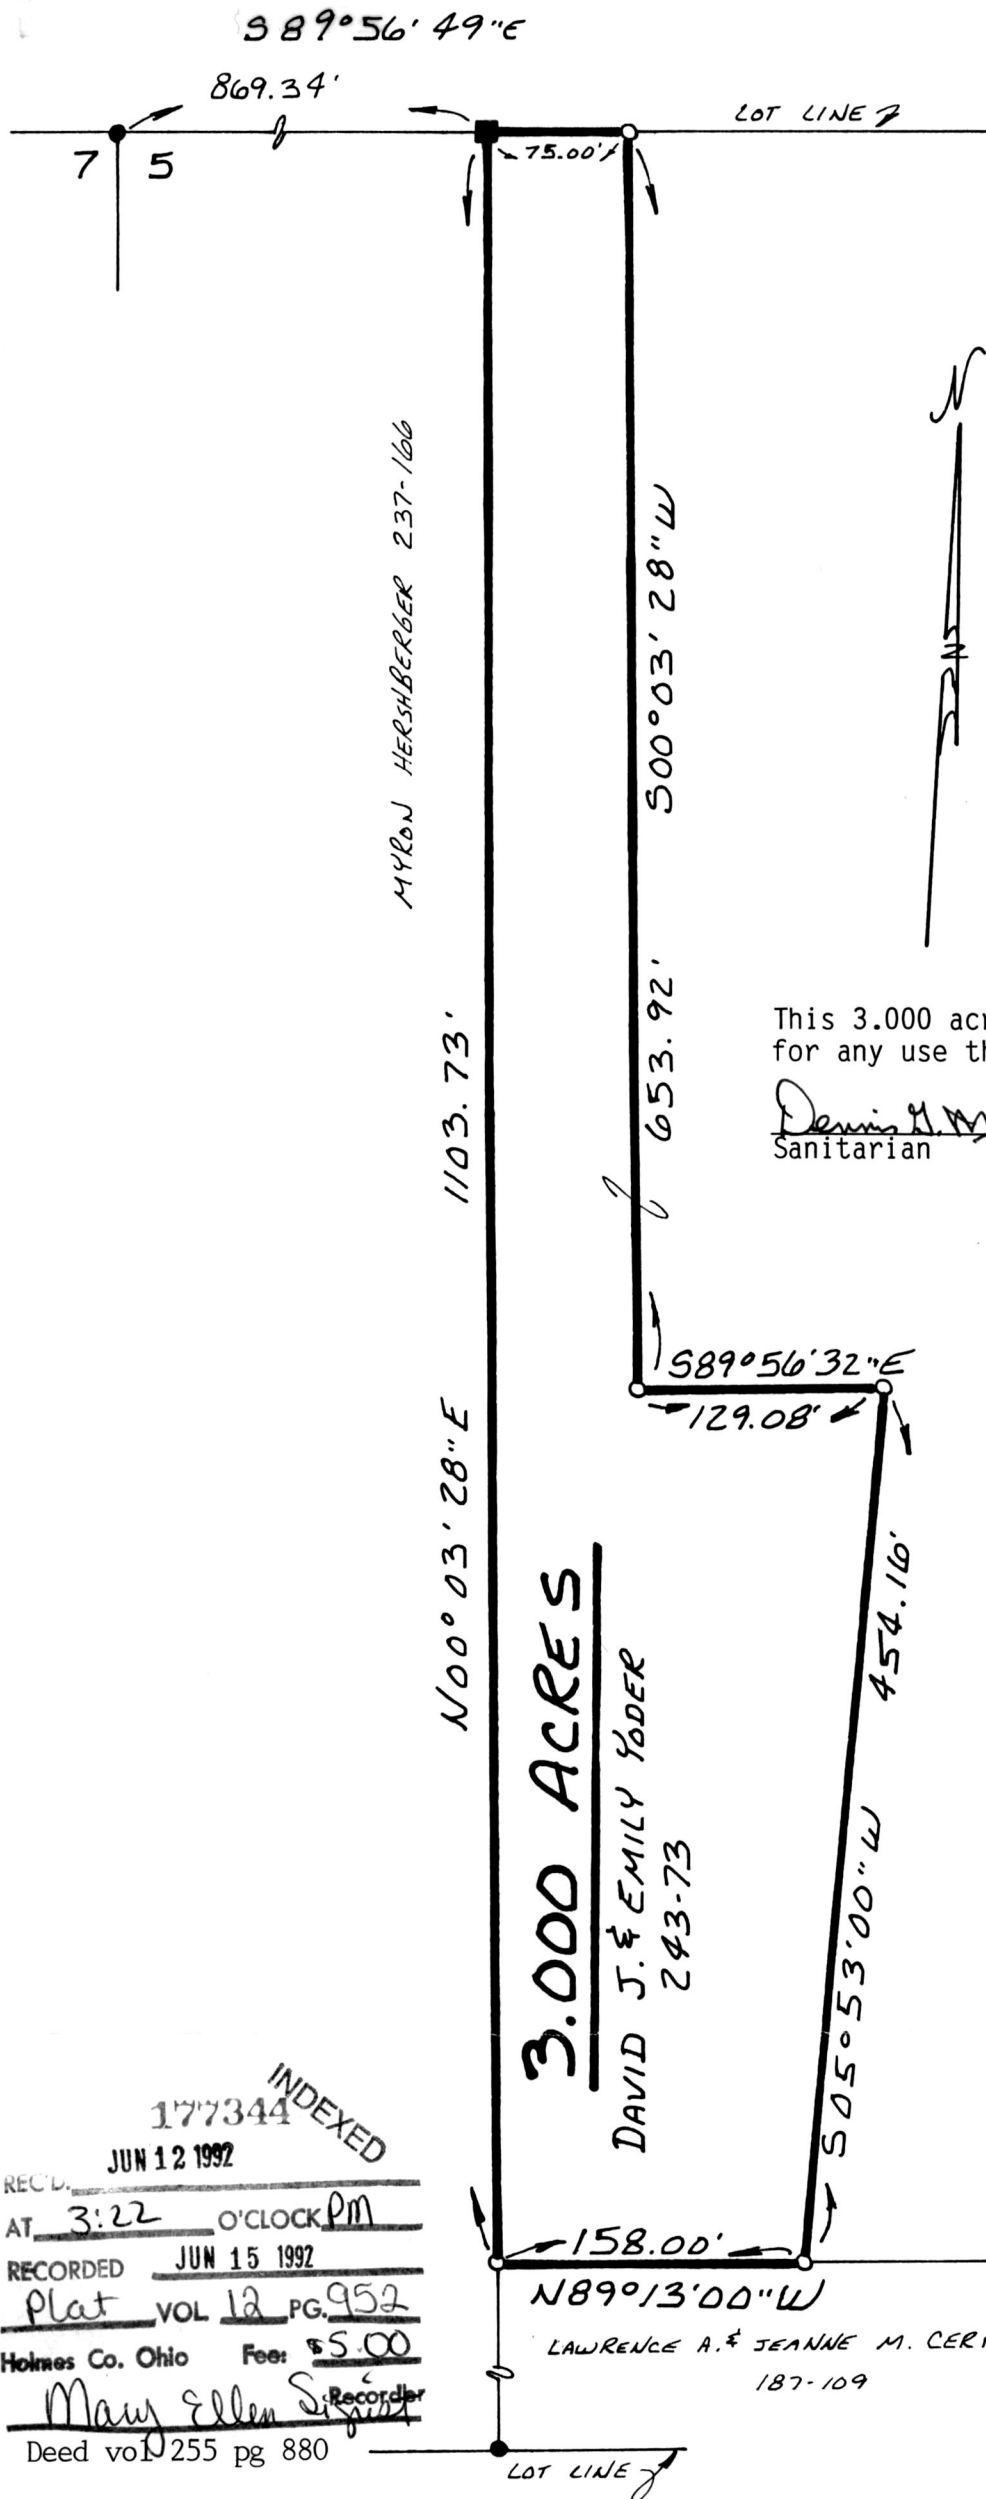 S89°56'49"E
869.34'
LOT LINE
7 5
75.00'
N
MYRON HERSHBERGER 237-166
S00°03'28"W
653.92'
1103.73'
N00°03'28"E
This 3.000 acr
for any use th
Dennis G. M
Sanitarian
S89°56'32"E
129.08'
454.16'
S05°53'00"W
3.000 ACRES
DAVID J. & EMILY YODER
243-73
158.00'
N89°13'00"W
LAWRENCE A. & JEANNE M. CER
187-109
LOT LINE
177344
INDEXED
JUN 12 1992
REC'D.
AT 3:22 O'CLOCK PM
RECORDED JUN 15 1992
Plat VOL 12 PG. 952
Holmes Co. Ohio Fee: $5.00
Mary Ellen Recorder
Deed vol 255 pg 880